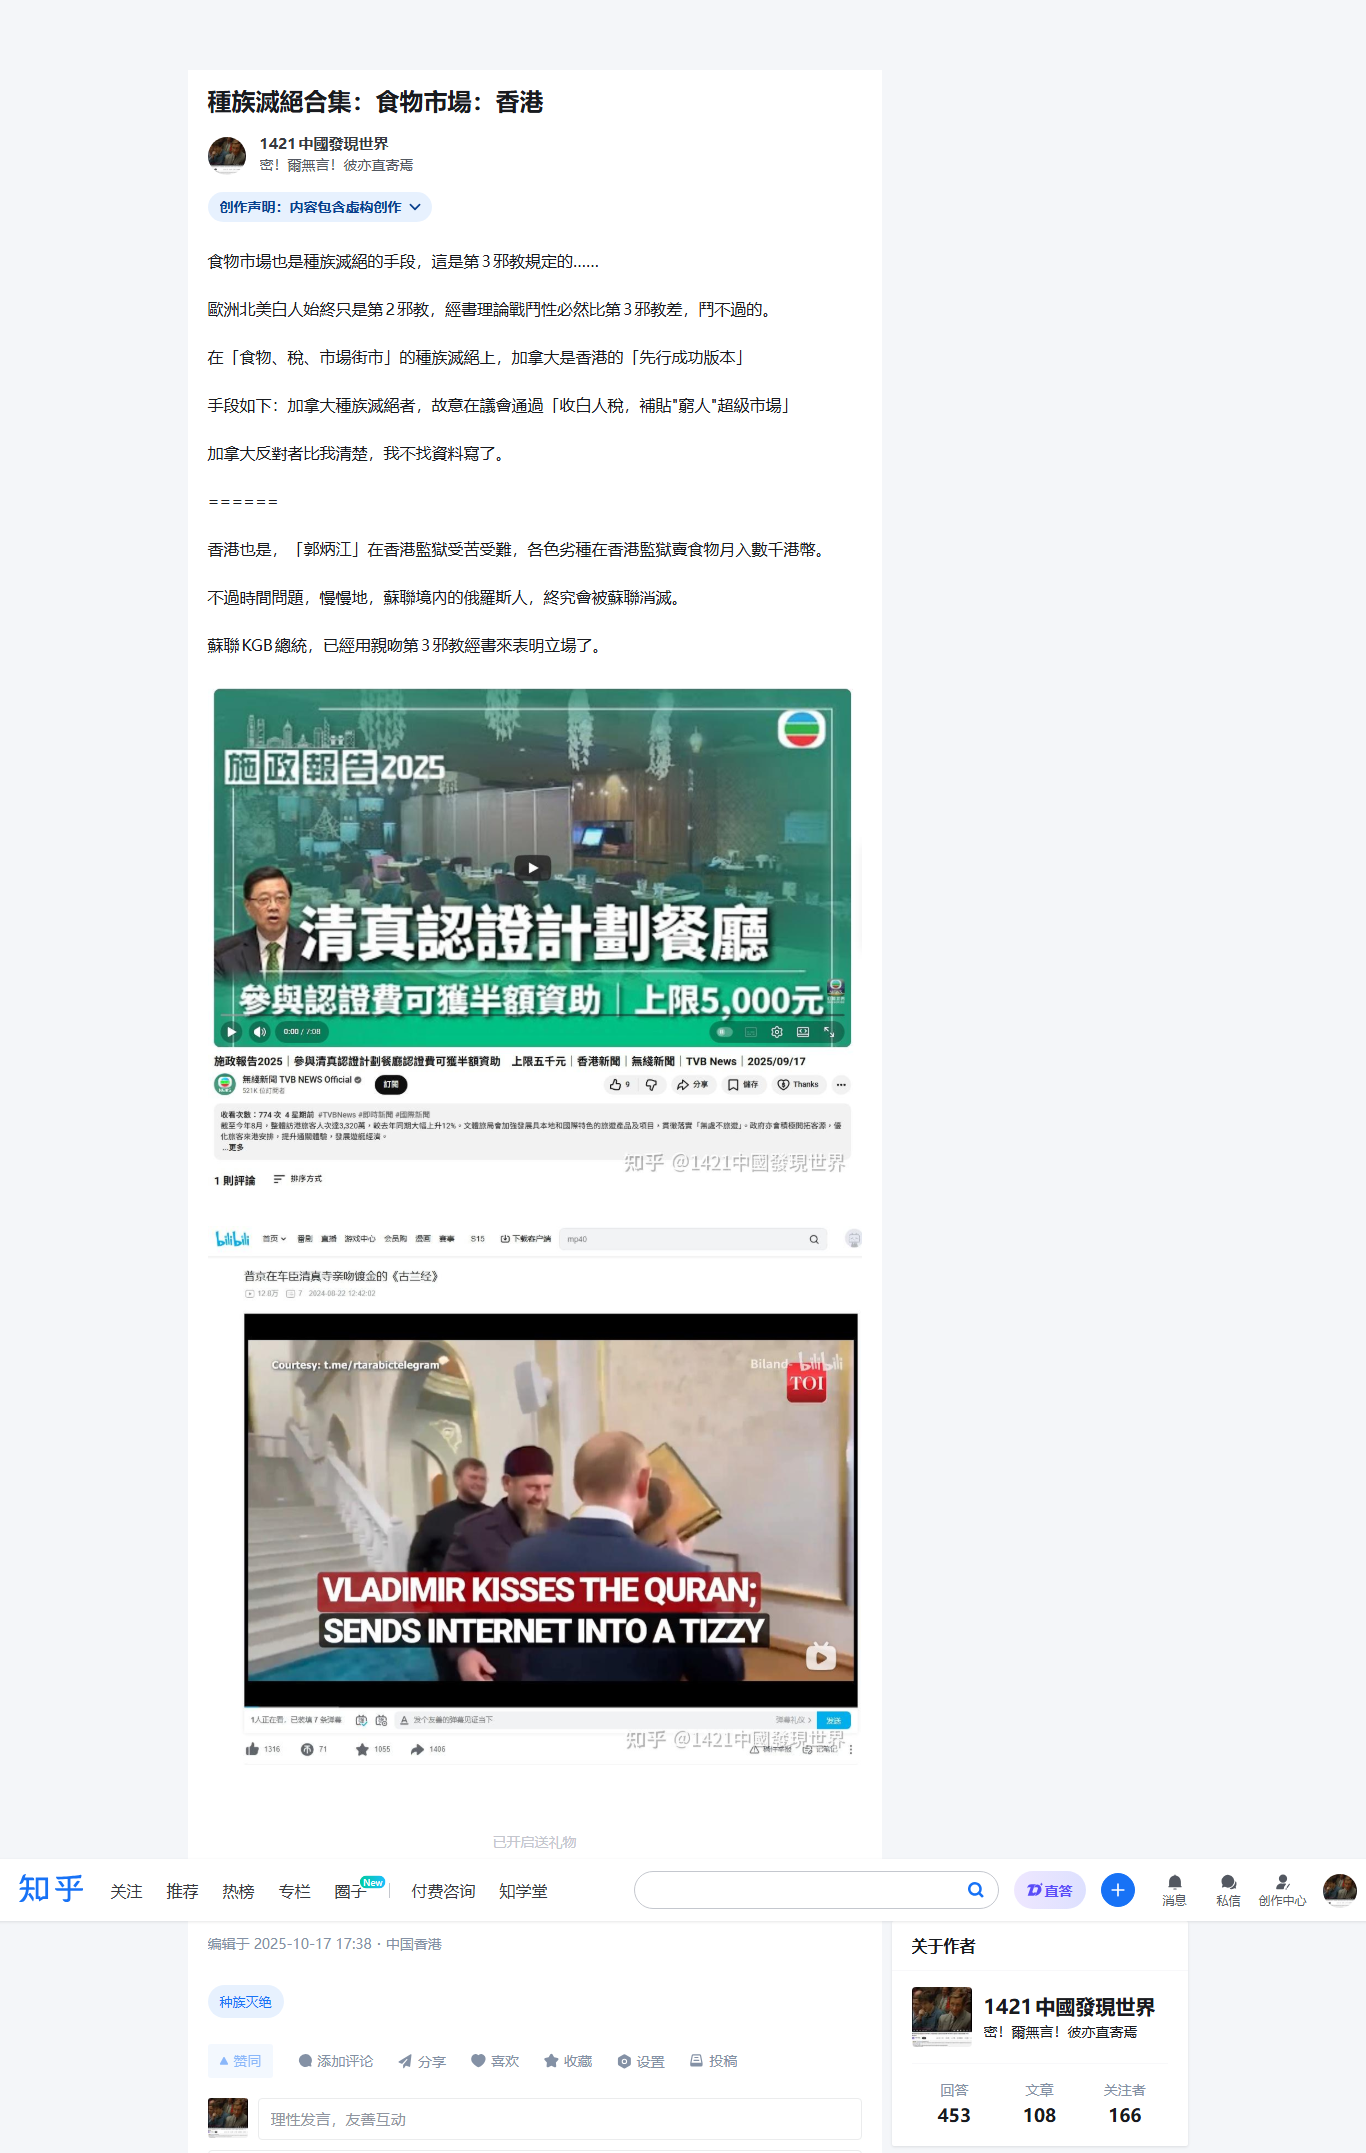 種族滅絕合集：食物市場：香港
1421中國發現世界
密！爾無言！彼亦直寄焉
创作声明：内容包含虚构创作
食物市場也是種族滅絕的手段，這是第3邪教規定的……
歐洲北美白人始終只是第2邪教，經書理論戰鬥性必然比第3邪教差，鬥不過的。
在「食物、稅、市場街市」的種族滅絕上，加拿大是香港的「先行成功版本」
手段如下：加拿大種族滅絕者，故意在議會通過「收白人稅，補貼"窮人"超級市場」
加拿大反對者比我清楚，我不找資料寫了。
======
香港也是，「郭炳江」在香港監獄受苦受難，各色劣種在香港監獄賣食物月入數千港幣。
不過時間問題，慢慢地，蘇聯境內的俄羅斯人，終究會被蘇聯消滅。
蘇聯KGB總統，已經用親吻第3邪教經書來表明立場了。
施政報告2025
清真認證計劃餐廳
參與認證費可獲半額資助｜上限5,000元
0:00 / 7:08
施政報告2025｜參與清真認證計劃餐廳認證費可獲半額資助　上限五千元｜香港新聞｜無綫新聞｜TVB News｜2025/09/17
無綫新聞 TVB NEWS Official
521K 位訂閱者
訂閱
9
分享
儲存
Thanks
收看次數：774 次 4 星期前 #TVBNews #即時新聞 #國際新聞
截至今年8月，整體訪港旅客人次達3,320萬，較去年同期大幅上升12%。文體旅局會加強發展具本地和國際特色的旅遊產品及項目，貫徹落實「無處不旅遊」。政府亦會積極開拓客源，優
化旅客來港安排，提升通關體驗，發展遊艇經濟。
...更多
知乎 @1421中國發現世界
1 則評論
排序方式
bilibili
首页
番剧
直播
游戏中心
会员购
漫画
赛事
S15
下载客户端
mp40
普京在车臣清真寺亲吻镀金的《古兰经》
12.8万
7
2024-08-22 12:42:02
Courtesy: t.me/rtarabictelegram
Biland-
bilibili
TOI
VLADIMIR KISSES THE QURAN;
SENDS INTERNET INTO A TIZZY
1人正在看，已装填 7 条弹幕
发个友善的弹幕见证当下
弹幕礼仪
发送
知乎 @1421中國發現世界
1316
71
1055
1406
稿件举报
记笔记
已开启送礼物
知乎
关注
推荐
热榜
专栏
圈子
New
付费咨询
知学堂
直答
消息
私信
创作中心
编辑于 2025-10-17 17:38・中国香港
种族灭绝
赞同
添加评论
分享
喜欢
收藏
设置
投稿
理性发言，友善互动
关于作者
1421中國發現世界
密！爾無言！彼亦直寄焉
回答
文章
关注者
453
108
166